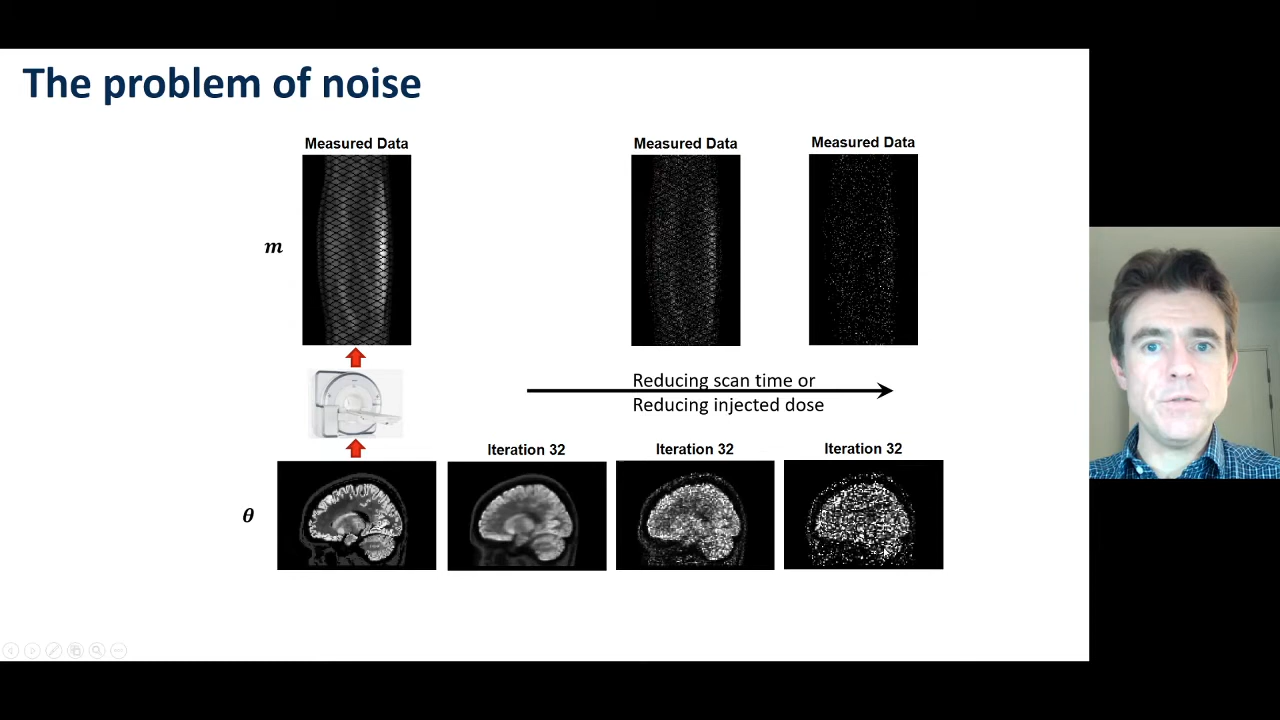 The problem of noise
Measured Data
Measured Data
Measured Data
m
Reducing scan time or
Reducing injected dose
Iteration 32
Iteration 32
Iteration 32
θ